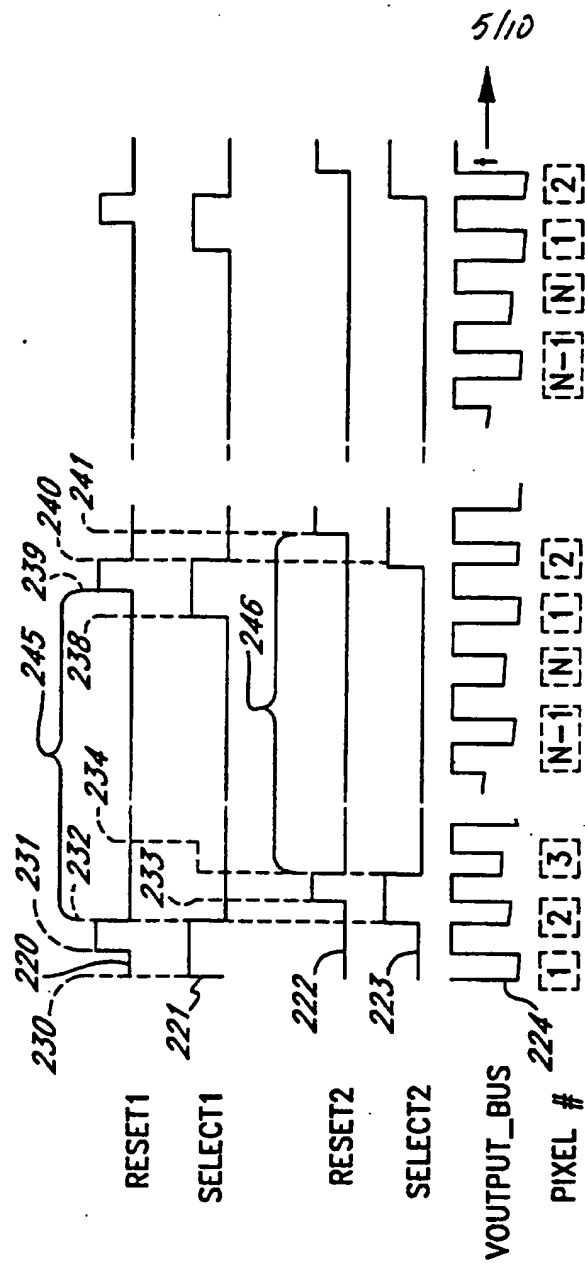 5/10
230 220 231 232 245 238 239 240 241
RESET1
221 234
SELECT1
233 246
222
RESET2
223
SELECT2
224
VOUTPUT_BUS t
PIXEL # 1 2 3 N-1 N 1 2 N-1 N 1 2